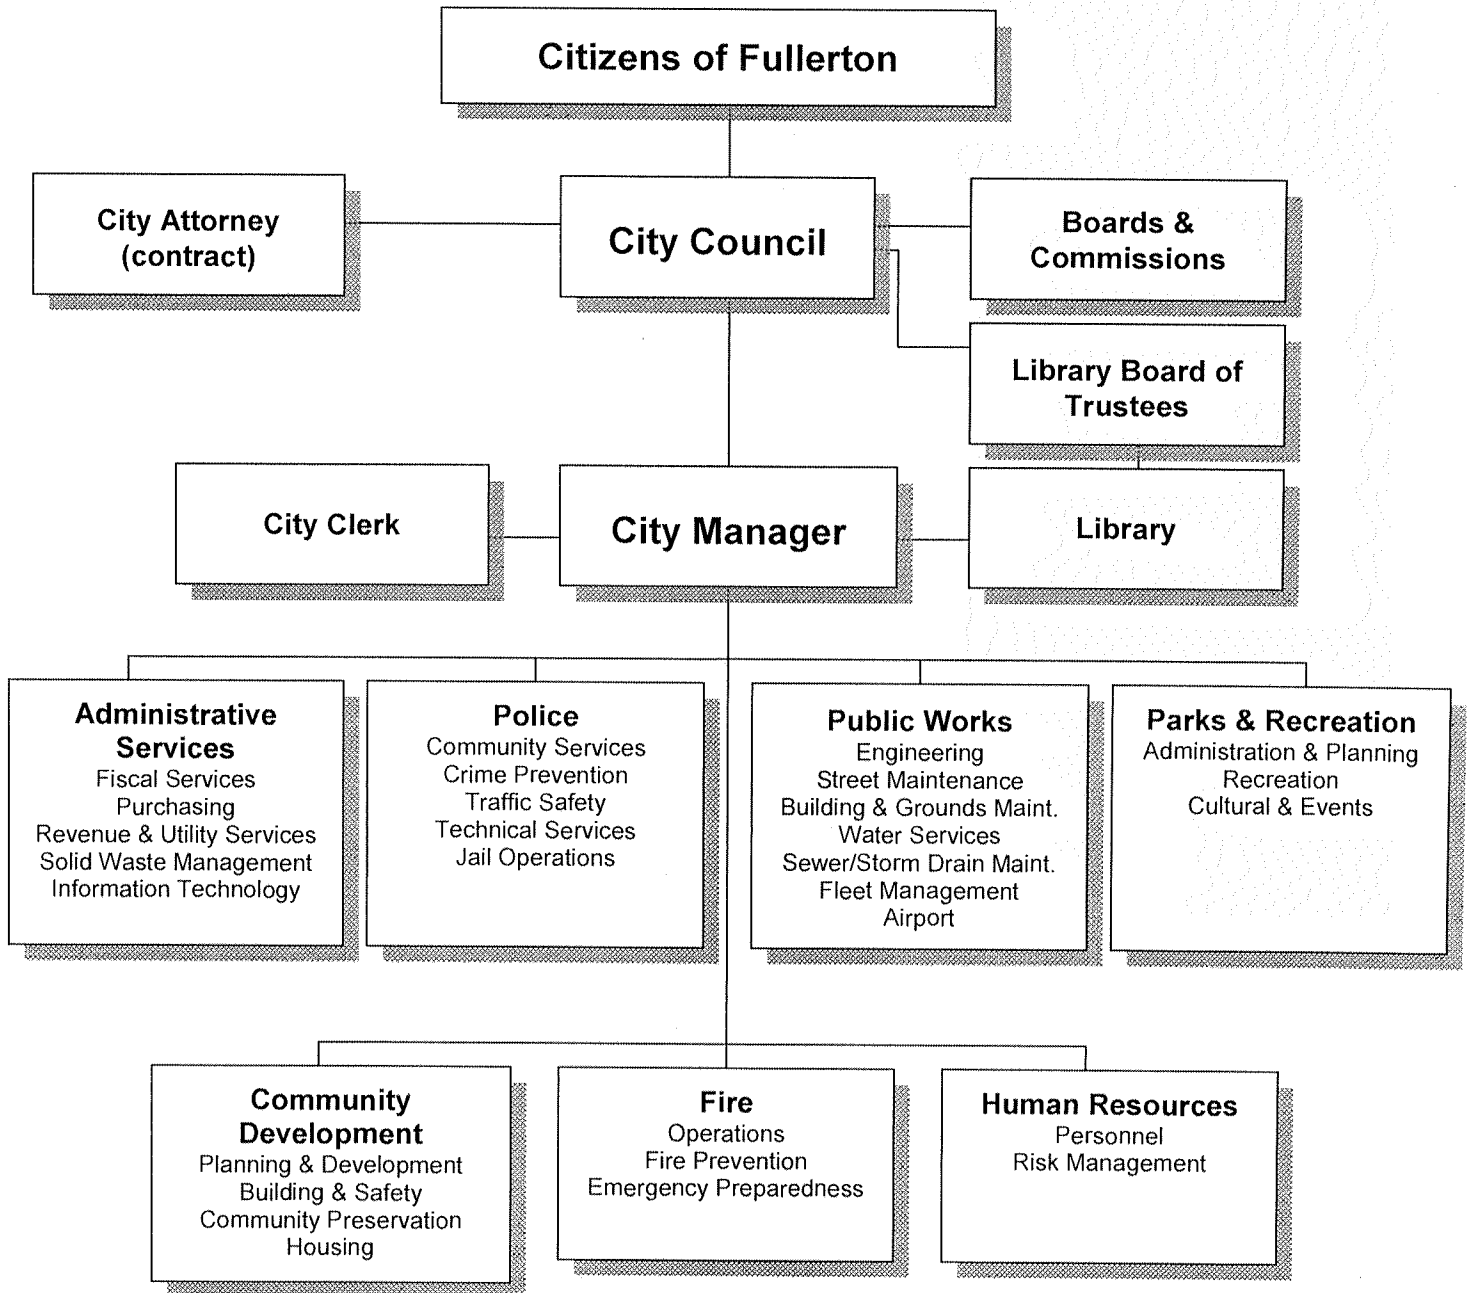 Citizens of Fullerton
City Attorney
(contract)
City Council
Boards &
Commissions
Library Board of
Trustees
City Clerk
City Manager
Library
Administrative
Services
Fiscal Services
Purchasing
Revenue & Utility Services
Solid Waste Management
Information Technology
Police
Community Services
Crime Prevention
Traffic Safety
Technical Services
Jail Operations
Public Works
Engineering
Street Maintenance
Building & Grounds Maint.
Water Services
Sewer/Storm Drain Maint.
Fleet Management
Airport
Parks & Recreation
Administration & Planning
Recreation
Cultural & Events
Community
Development
Planning & Development
Building & Safety
Community Preservation
Housing
Fire
Operations
Fire Prevention
Emergency Preparedness
Human Resources
Personnel
Risk Management